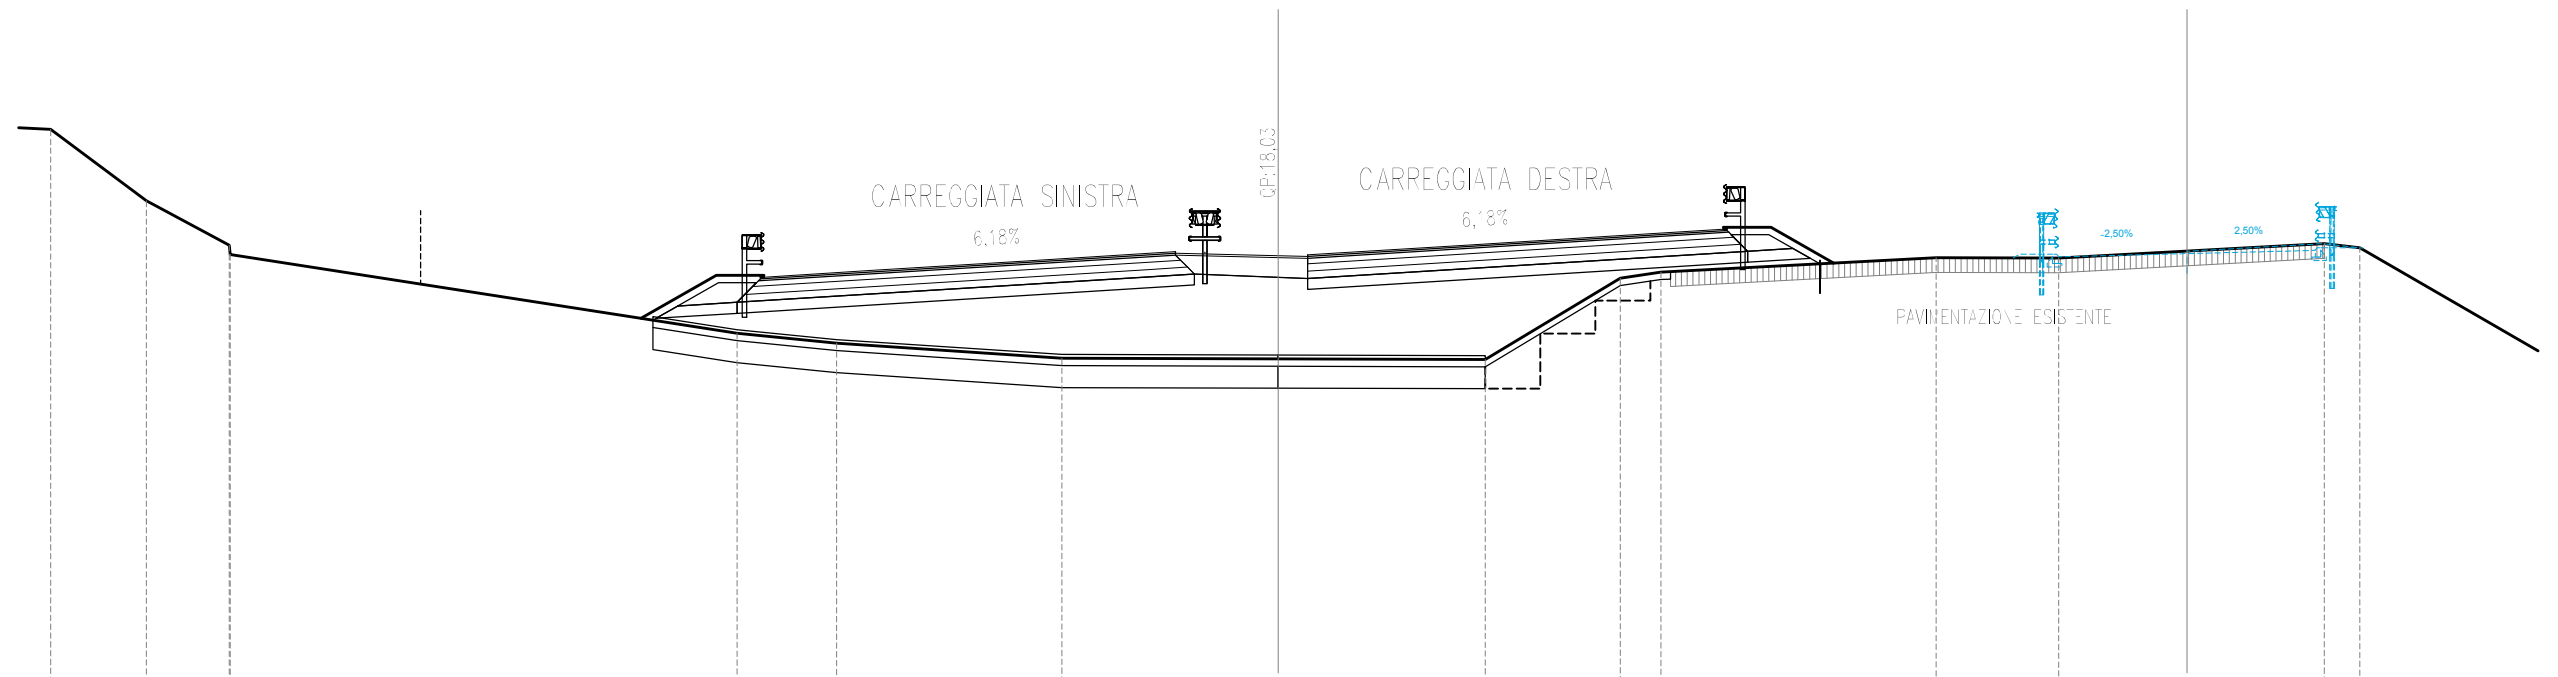 CARREGGIATA SINISTRA
6,18%
QP:18.03
CARREGGIATA DESTRA
6,18%
-2,50%
2,50%
PAVIMENTAZIONE ESISTENTE